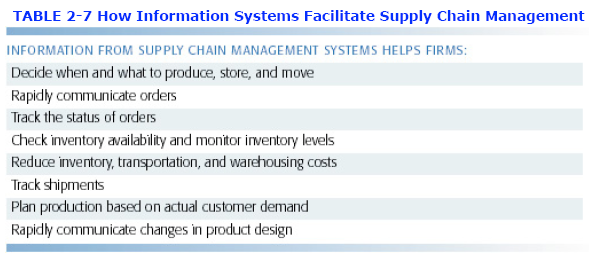 TABLE 2-7 How Information Systems Facilitate Supply Chain Management
INFORMATION FROM SUPPLY CHAIN MANAGEMENT SYSTEMS HELPS FIRMS:
Decide when and what to produce, store, and move
Rapidly communicate orders
Track the status of orders
Check inventory availability and monitor inventory levels
Reduce inventory, transportation, and warehousing costs
Track shipments
Plan production based on actual customer demand
Rapidly communicate changes in product design